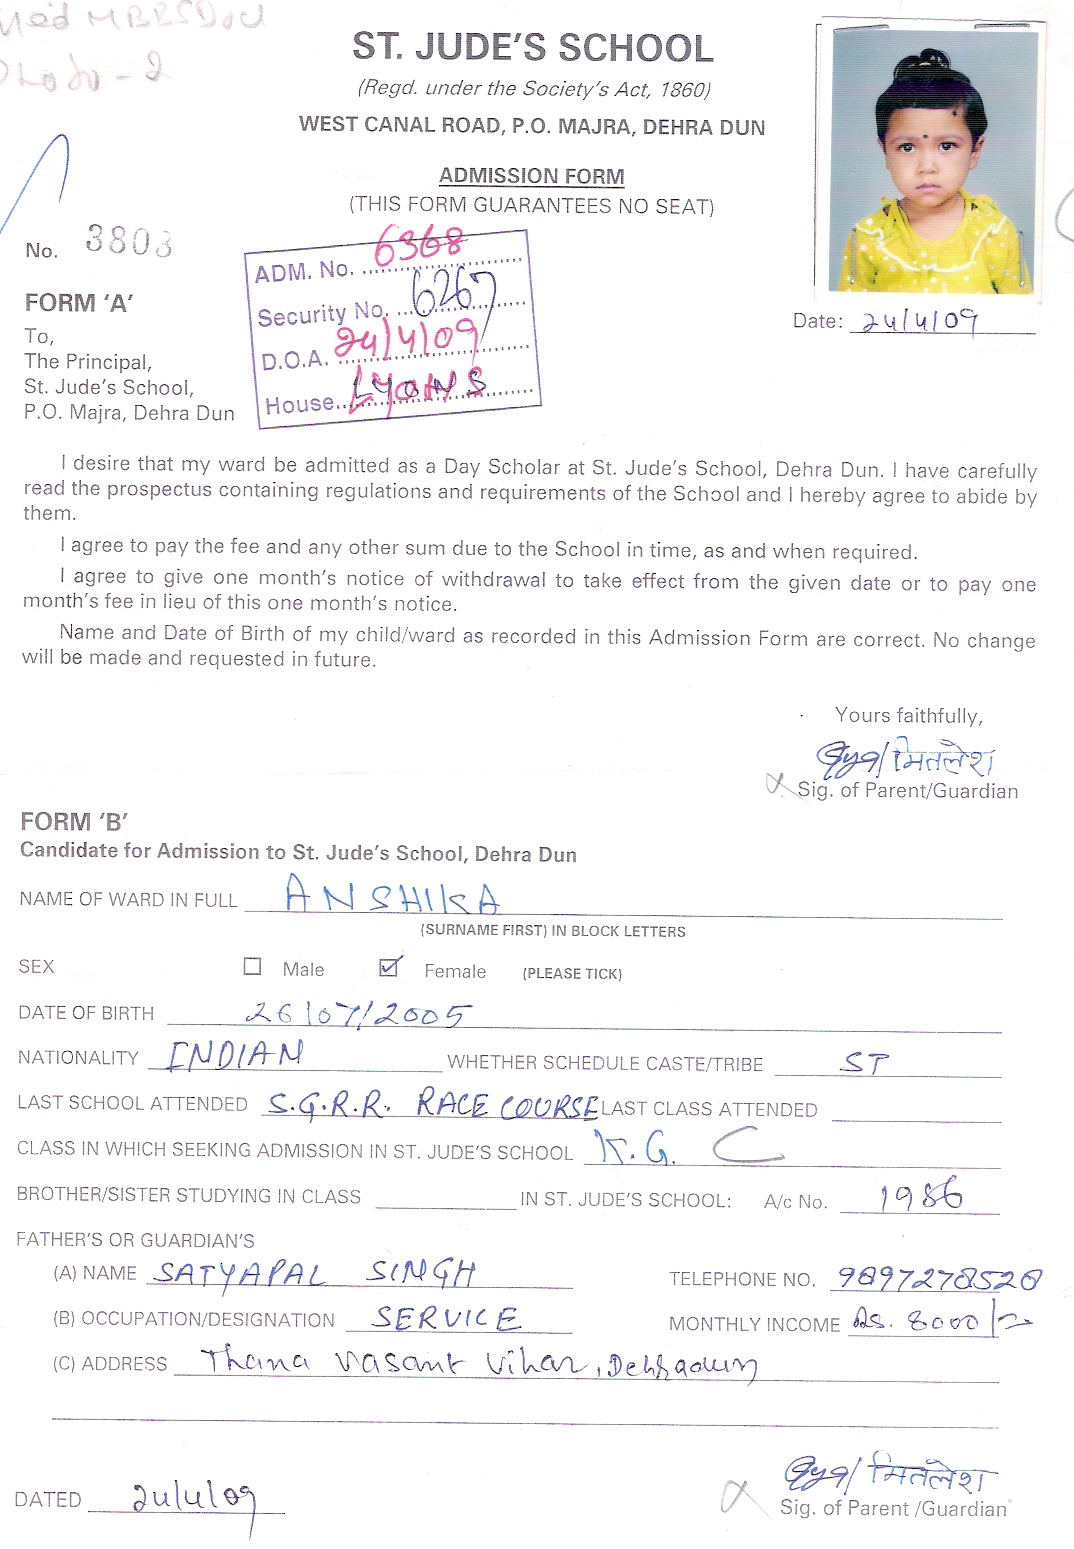 ST. JUDE'S SCHOOL
(Regd. under the Society's Act, 1860)
WEST CANAL ROAD, P.O. MAJRA, DEHRA DUN
ADMISSION FORM
(THIS FORM GUARANTEES NO SEAT)
No. 3803
ADM. No. 6368
Security No. 6267
D.O.A. 24/4/09
House LYONS
Date: 24/4/09
FORM 'A'
To,
The Principal,
St. Jude's School,
P.O. Majra, Dehra Dun
I desire that my ward be admitted as a Day Scholar at St. Jude's School, Dehra Dun. I have carefully
read the prospectus containing regulations and requirements of the School and I hereby agree to abide by
them.
I agree to pay the fee and any other sum due to the School in time, as and when required.
I agree to give one month's notice of withdrawal to take effect from the given date or to pay one
month's fee in lieu of this one month's notice.
Name and Date of Birth of my child/ward as recorded in this Admission Form are correct. No change
will be made and requested in future.
Yours faithfully,
मितलेश
Sig. of Parent/Guardian
FORM 'B'
Candidate for Admission to St. Jude's School, Dehra Dun
NAME OF WARD IN FULL ANSHIKA
(SURNAME FIRST) IN BLOCK LETTERS
SEX Male Female (PLEASE TICK)
DATE OF BIRTH 26/07/2005
NATIONALITY INDIAN WHETHER SCHEDULE CASTE/TRIBE ST
LAST SCHOOL ATTENDED S.G.R.R. RACE COURSE LAST CLASS ATTENDED
CLASS IN WHICH SEEKING ADMISSION IN ST. JUDE'S SCHOOL K.G. C
BROTHER/SISTER STUDYING IN CLASS IN ST. JUDE'S SCHOOL: A/c No. 1986
FATHER'S OR GUARDIAN'S
(A) NAME SATYAPAL SINGH TELEPHONE NO. 9897278528
(B) OCCUPATION/DESIGNATION SERVICE MONTHLY INCOME Rs. 8000/-
(C) ADDRESS Thana Vasant Vihar, Dehradun
मितलेश
DATED 24/4/09
Sig. of Parent /Guardian